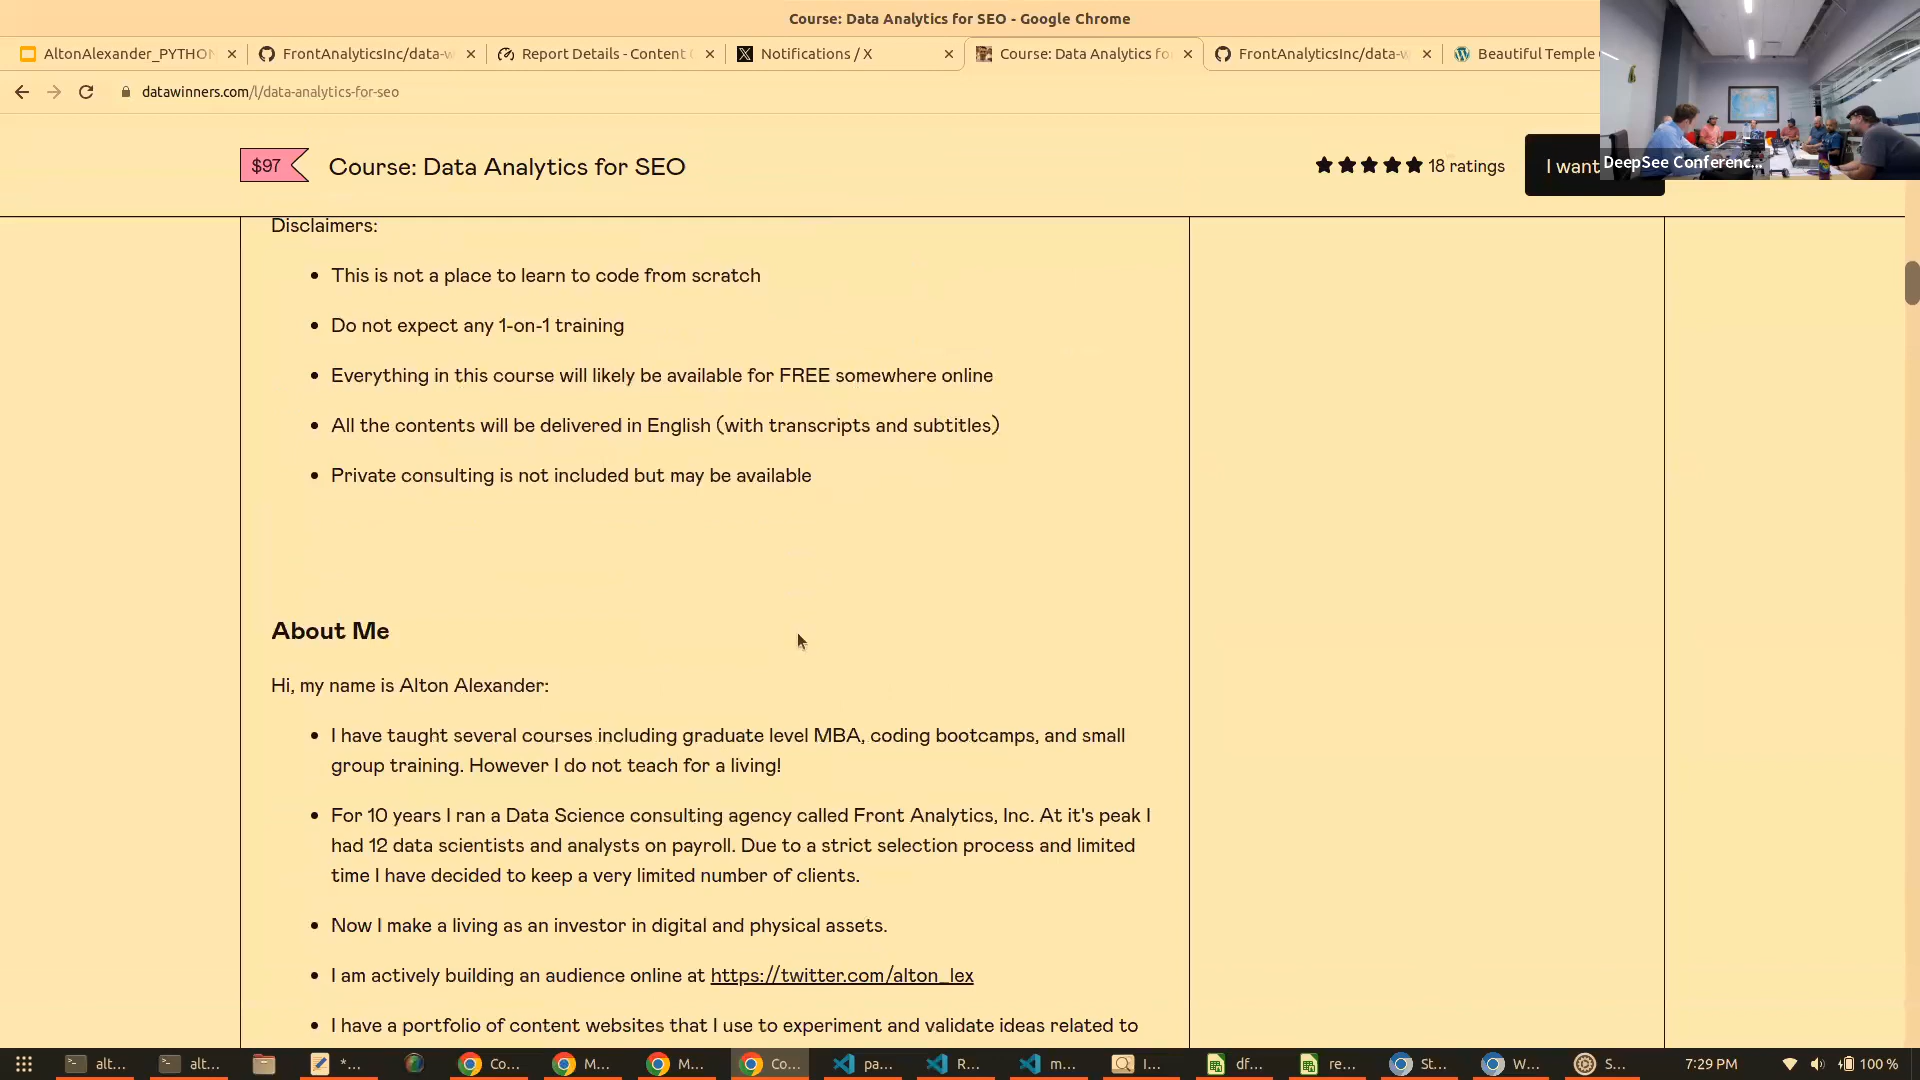 Course: Data Analytics for SEO - Google Chrome
AltonAlexander_PYTHON
FrontAnalyticsInc/data-w
Report Details - Content
Notifications / X
Course: Data Analytics fo
FrontAnalyticsInc/data-w
Beautiful Temple
datawinners.com/l/data-analytics-for-seo
$97
Course: Data Analytics for SEO
18 ratings
I want
DeepSee Conferenc...
Disclaimers:
• This is not a place to learn to code from scratch
• Do not expect any 1-on-1 training
• Everything in this course will likely be available for FREE somewhere online
• All the contents will be delivered in English (with transcripts and subtitles)
• Private consulting is not included but may be available
About Me
Hi, my name is Alton Alexander:
• I have taught several courses including graduate level MBA, coding bootcamps, and small
group training. However I do not teach for a living!
• For 10 years I ran a Data Science consulting agency called Front Analytics, Inc. At it's peak I
had 12 data scientists and analysts on payroll. Due to a strict selection process and limited
time I have decided to keep a very limited number of clients.
• Now I make a living as an investor in digital and physical assets.
• I am actively building an audience online at https://twitter.com/alton_lex
• I have a portfolio of content websites that I use to experiment and validate ideas related to
alt...
alt...
*...
Co...
M...
M...
Co...
pa...
R...
m...
I...
df...
re...
St...
W...
S...
7:29 PM
100 %